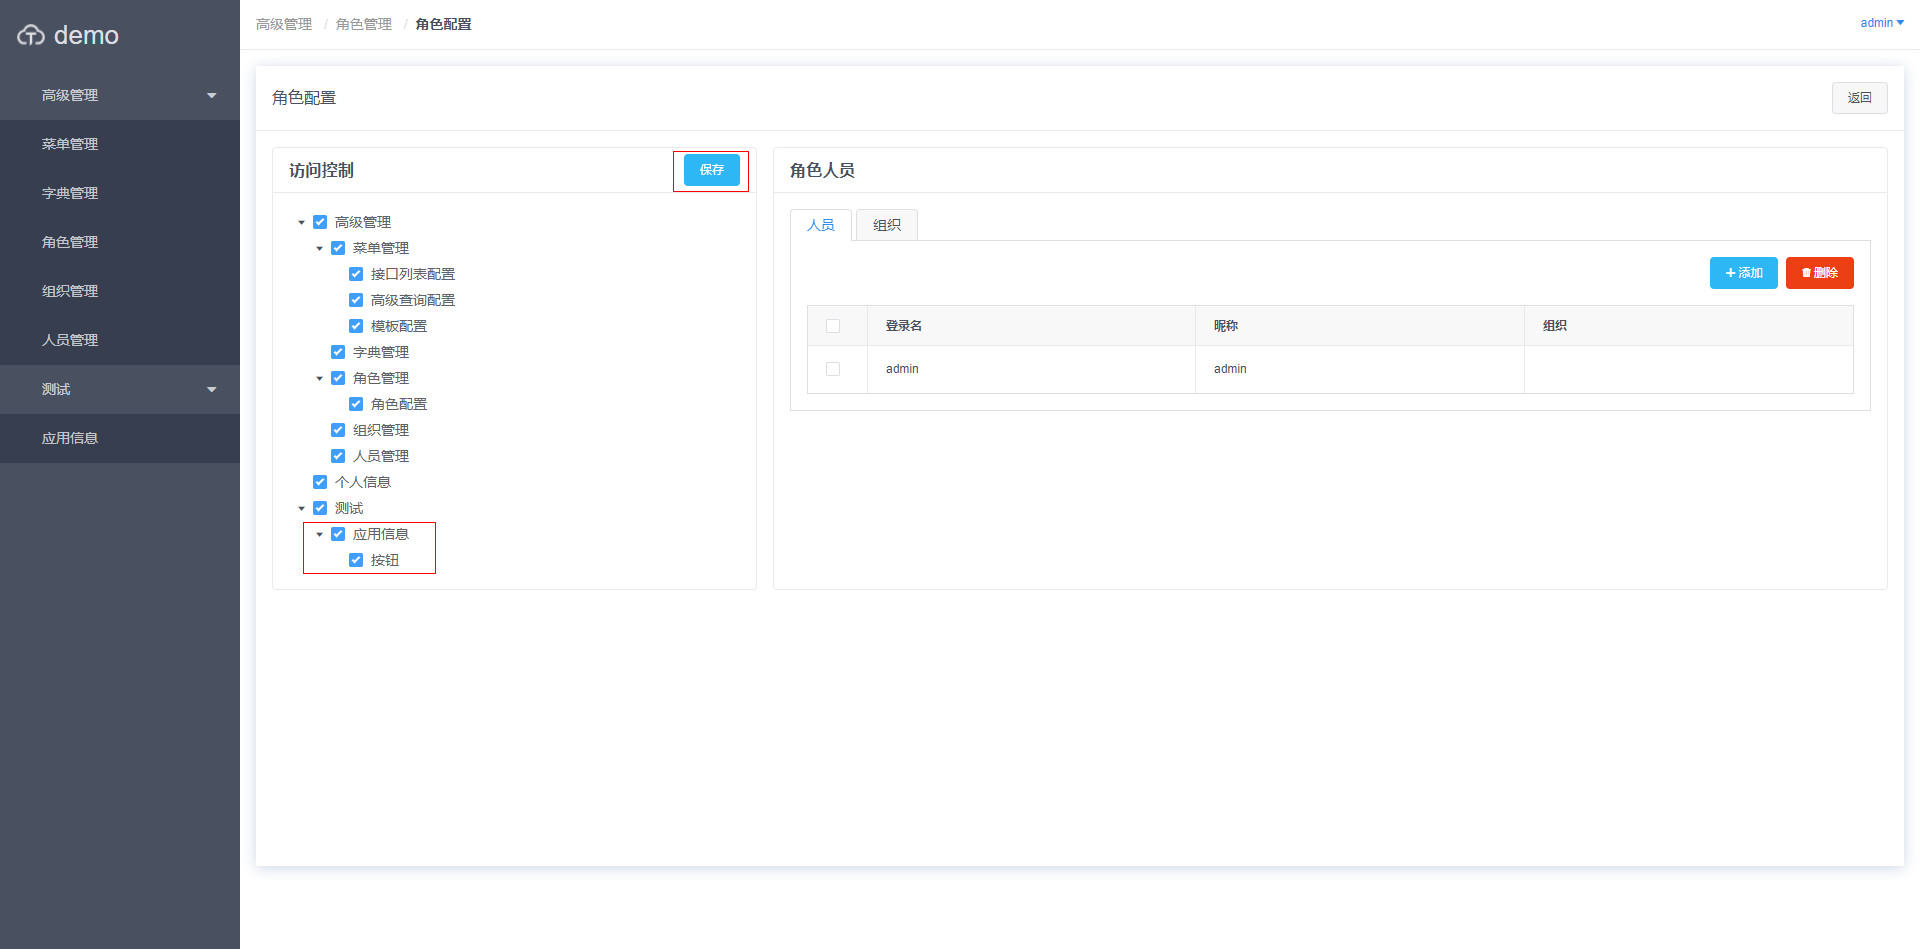 demo
高级管理
菜单管理
字典管理
角色管理
组织管理
人员管理
测试
应用信息
高级管理 / 角色管理 / 角色配置
admin
角色配置
返回
访问控制
保存
高级管理
菜单管理
接口列表配置
高级查询配置
模板配置
字典管理
角色管理
角色配置
组织管理
人员管理
个人信息
测试
应用信息
按钮
角色人员
人员 组织
添加 删除
登录名 昵称 组织
admin admin